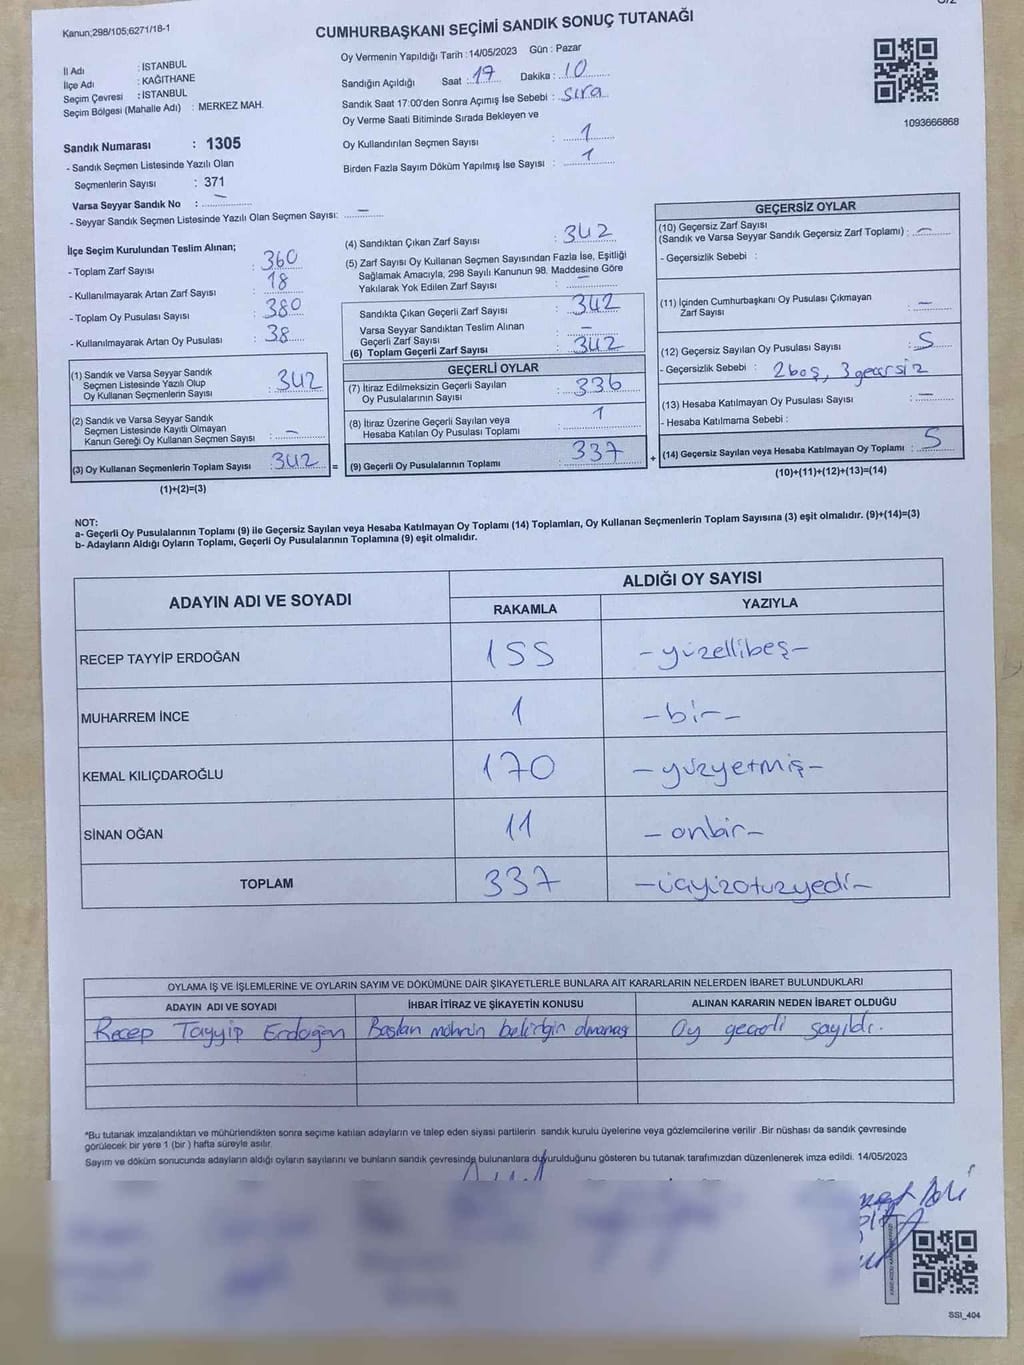 Kanun;298/105;6271/18-1
CUMHURBAŞKANI SEÇİMİ SANDIK SONUÇ TUTANAĞI
İl Adı : İSTANBUL
İlçe Adı : KAĞITHANE
Seçim Çevresi : İSTANBUL
Seçim Bölgesi (Mahalle Adı) : MERKEZ MAH.
Sandık Numarası : 1305
- Sandık Seçmen Listesinde Yazılı Olan
Seçmenlerin Sayısı : 371
Varsa Seyyar Sandık No : –
- Seyyar Sandık Seçmen Listesinde Yazılı Olan Seçmen Sayısı: –
Oy Vermenin Yapıldığı Tarih :14/05/2023 Gün : Pazar
Sandığın Açıldığı Saat : 17 Dakika : 10
Sandık Saat 17:00'den Sonra Açımış İse Sebebi : sıra
Oy Verme Saati Bitiminde Sırada Bekleyen ve
Oy Kullandırılan Seçmen Sayısı : 1
Birden Fazla Sayım Döküm Yapılmış İse Sayısı : 1
1093666868
İlçe Seçim Kurulundan Teslim Alınan;
- Toplam Zarf Sayısı : 360
- Kullanılmayarak Artan Zarf Sayısı : 18
- Toplam Oy Pusulası Sayısı : 380
- Kullanılmayarak Artan Oy Pusulası : 38
(1) Sandık ve Varsa Seyyar Sandık
Seçmen Listesinde Yazılı Olup
Oy Kullanan Seçmenlerin Sayısı : 342
(2) Sandık ve Varsa Seyyar Sandık
Seçmen Listesinde Kayıtlı Olmayan
Kanun Gereği Oy Kullanan Seçmen Sayısı : –
(3) Oy Kullanan Seçmenlerin Toplam Sayısı : 342 =
(1)+(2)=(3)
(4) Sandıktan Çıkan Zarf Sayısı : 342
(5) Zarf Sayısı Oy Kullanan Seçmen Sayısından Fazla İse, Eşitliği
Sağlamak Amacıyla, 298 Sayılı Kanunun 98. Maddesine Göre
Yakılarak Yok Edilen Zarf Sayısı : –
Sandıkta Çıkan Geçerli Zarf Sayısı : 342
Varsa Seyyar Sandıktan Teslim Alınan
Geçerli Zarf Sayısı : –
(6) Toplam Geçerli Zarf Sayısı : 342
GEÇERLİ OYLAR
(7) İtiraz Edilmeksizin Geçerli Sayılan
Oy Pusulalarının Sayısı : 336
(8) İtiraz Üzerine Geçerli Sayılan veya
Hesaba Katılan Oy Pusulası Toplamı : 1
(9) Geçerli Oy Pusulalarının Toplamı : 337 +
GEÇERSİZ OYLAR
(10) Geçersiz Zarf Sayısı
(Sandık ve Varsa Seyyar Sandık Geçersiz Zarf Toplamı) : –
- Geçersizlik Sebebi :
(11) İçinden Cumhurbaşkanı Oy Pusulası Çıkmayan
Zarf Sayısı : –
(12) Geçersiz Sayılan Oy Pusulası Sayısı : 5
- Geçersizlik Sebebi : 2 boş, 3 geçersiz
(13) Hesaba Katılmayan Oy Pusulası Sayısı : –
- Hesaba Katılmama Sebebi :
(14) Geçersiz Sayılan veya Hesaba Katılmayan Oy Toplamı : 5
(10)+(11)+(12)+(13)=(14)
NOT:
a- Geçerli Oy Pusulalarının Toplamı (9) ile Geçersiz Sayılan veya Hesaba Katılmayan Oy Toplamı (14) Toplamları, Oy Kullanan Seçmenlerin Toplam Sayısına (3) eşit olmalıdır. (9)+(14)=(3)
b- Adayların Aldığı Oyların Toplamı, Geçerli Oy Pusulalarının Toplamına (9) eşit olmalıdır.
ADAYIN ADI VE SOYADI ALDIĞI OY SAYISI
RAKAMLA YAZIYLA
RECEP TAYYİP ERDOĞAN 155 -yüzellibeş-
MUHARREM İNCE 1 -bir-
KEMAL KILIÇDAROĞLU 170 -yüzyetmiş-
SİNAN OĞAN 11 -onbir-
TOPLAM 337 -üçyüzotuzyedi-
OYLAMA İŞ VE İŞLEMLERİNE VE OYLARIN SAYIM VE DÖKÜMÜNE DAİR ŞİKAYETLERLE BUNLARA AİT KARARLARIN NELERDEN İBARET BULUNDUKLARI
ADAYIN ADI VE SOYADI İHBAR İTİRAZ VE ŞİKAYETİN KONUSU ALINAN KARARIN NEDEN İBARET OLDUĞU
Recep Tayyip Erdoğan mührün belirgin Oy geçerli sayıldı.
*Bu tutanak imzalandıktan ve mühürlendikten sonra seçime katılan adayların ve talep eden siyasi partilerin sandık kurulu üyelerine veya gözlemcilerine verilir .Bir nüshası da sandık çevresinde
görülecek bir yere 1 (bir ) hafta süreyle asılır.
Sayım ve döküm sonucunda adayların aldığı oyların sayılarını ve bunların sandık çevresinde bulunanlara duyurulduğunu gösteren bu tutanak tarafımızdan düzenlenerek imza edildi. 14/05/2023
SSI_404